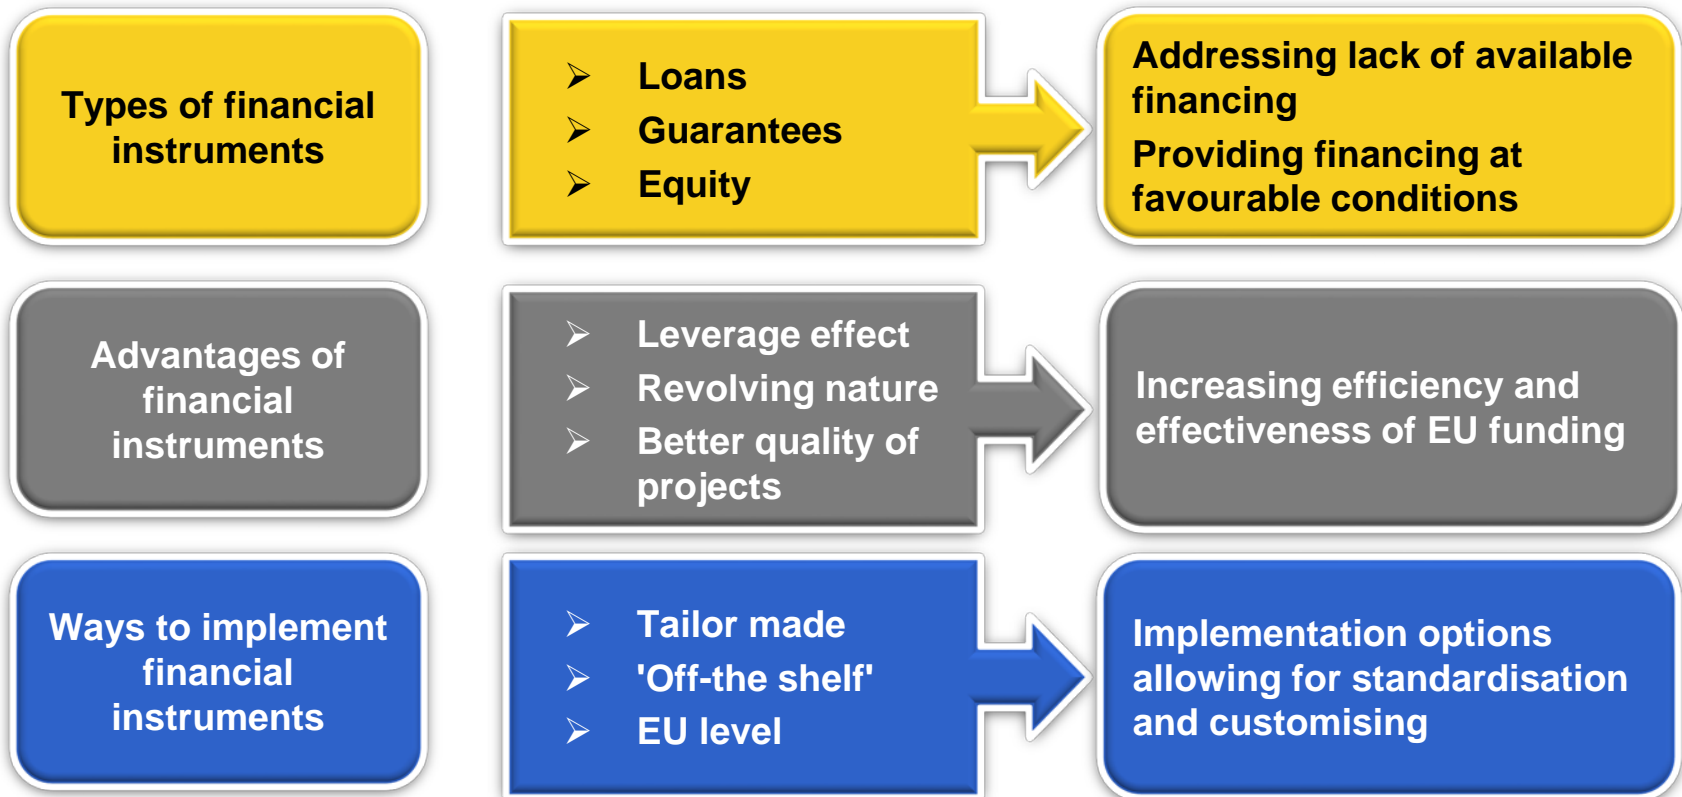 Types of financial
instruments
➢ Loans
➢ Guarantees
➢ Equity
Addressing lack of available
financing
Providing financing at
favourable conditions
Advantages of
financial
instruments
➢ Leverage effect
➢ Revolving nature
➢ Better quality of
projects
Increasing efficiency and
effectiveness of EU funding
Ways to implement
financial
instruments
➢ Tailor made
➢ 'Off-the shelf'
➢ EU level
Implementation options
allowing for standardisation
and customising